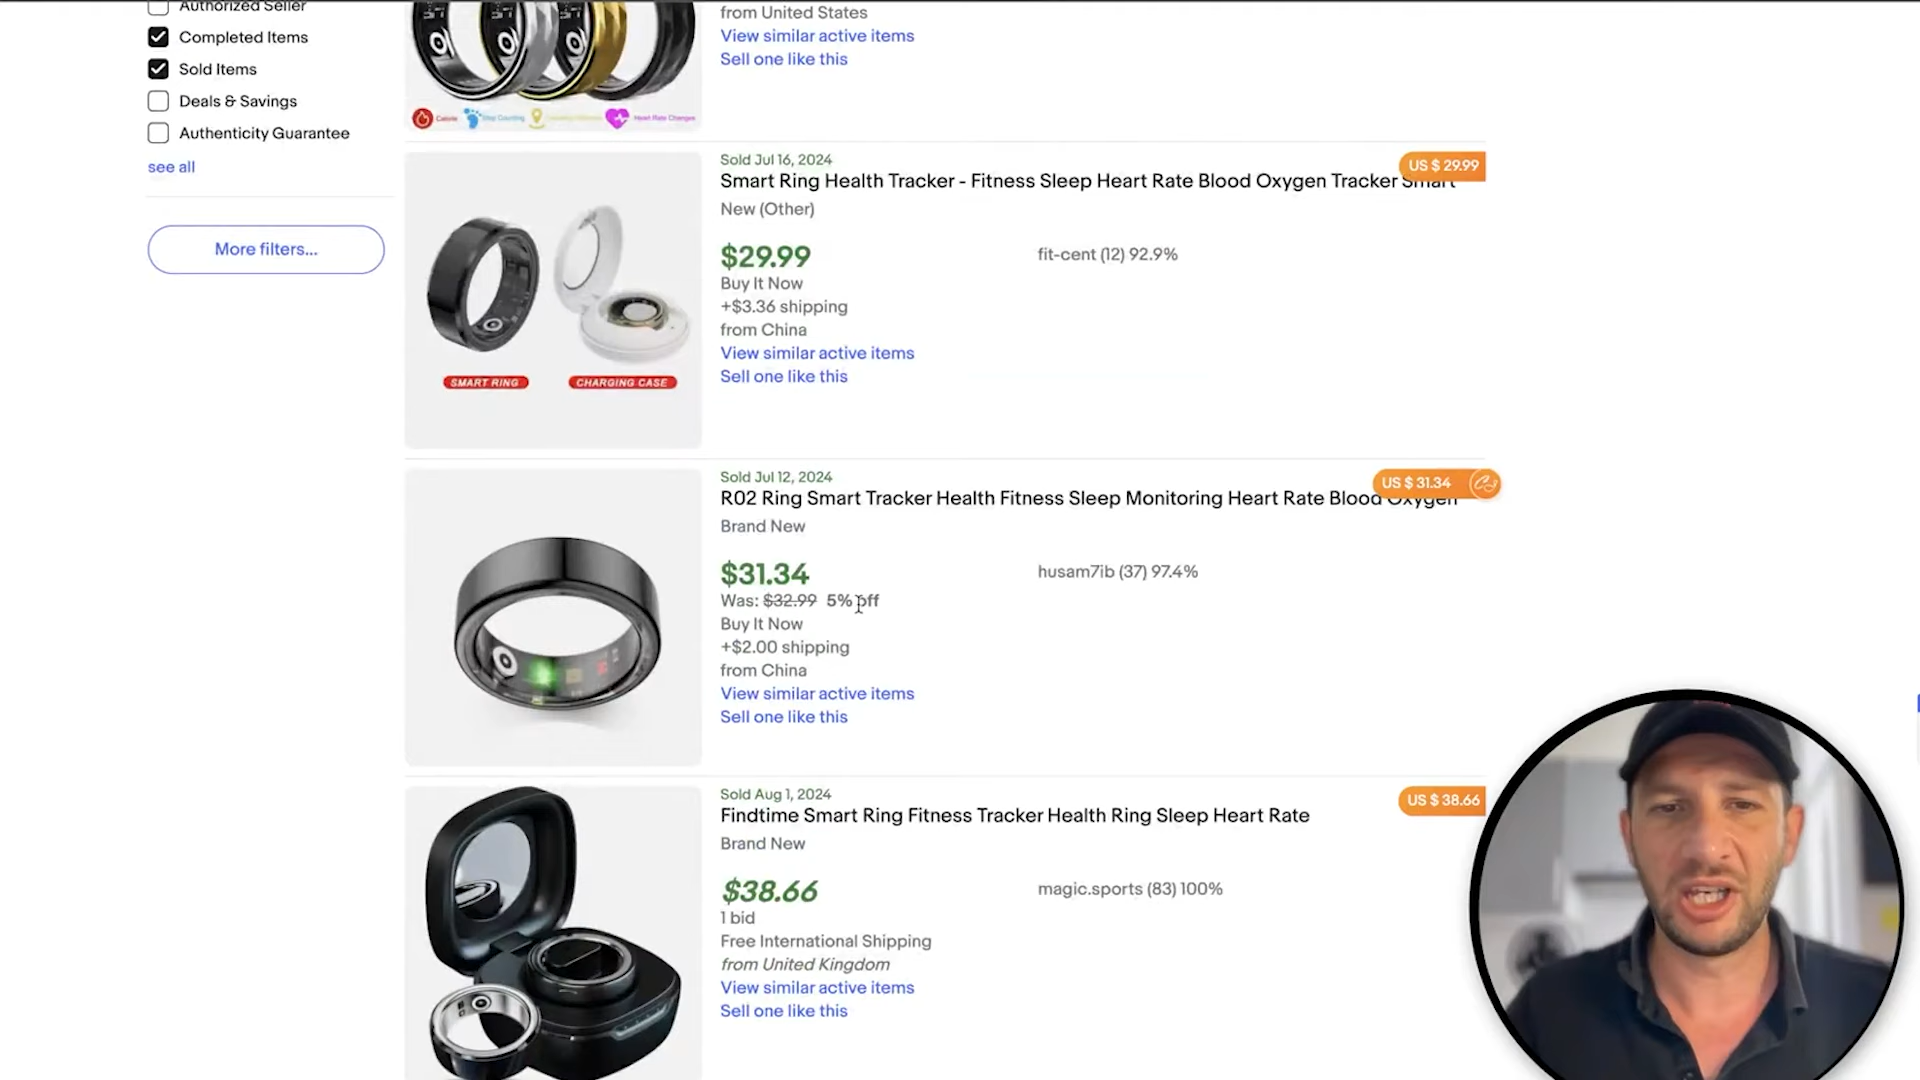 Authorized Seller
Completed Items
Sold Items
Deals & Savings
Authenticity Guarantee
see all
More filters...
from United States
View similar active items
Sell one like this
Calorie
Step Counting
Heart Rate Changes
Sold Jul 16, 2024
US $ 29.99
Smart Ring Health Tracker - Fitness Sleep Heart Rate Blood Oxygen Tracker Smart
New (Other)
$29.99
fit-cent (12) 92.9%
Buy It Now
+$3.36 shipping
from China
View similar active items
Sell one like this
SMART RING
CHARGING CASE
Sold Jul 12, 2024
US $ 31.34
R02 Ring Smart Tracker Health Fitness Sleep Monitoring Heart Rate Blood Oxygen
Brand New
$31.34
husam7ib (37) 97.4%
Was: $32.99 5% off
Buy It Now
+$2.00 shipping
from China
View similar active items
Sell one like this
Sold Aug 1, 2024
US $ 38.66
Findtime Smart Ring Fitness Tracker Health Ring Sleep Heart Rate
Brand New
$38.66
magic.sports (83) 100%
1 bid
Free International Shipping
from United Kingdom
View similar active items
Sell one like this